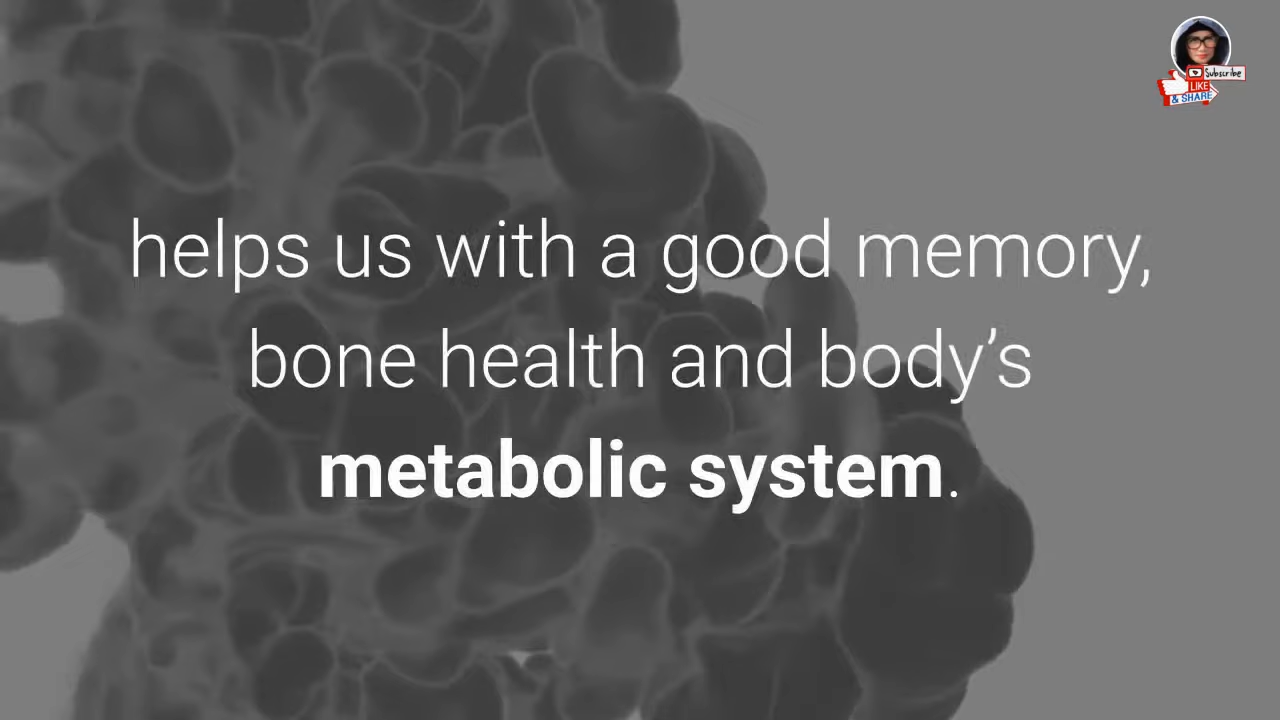 Subscribe
LIKE
& SHARE
helps us with a good memory,
bone health and body’s
metabolic system.